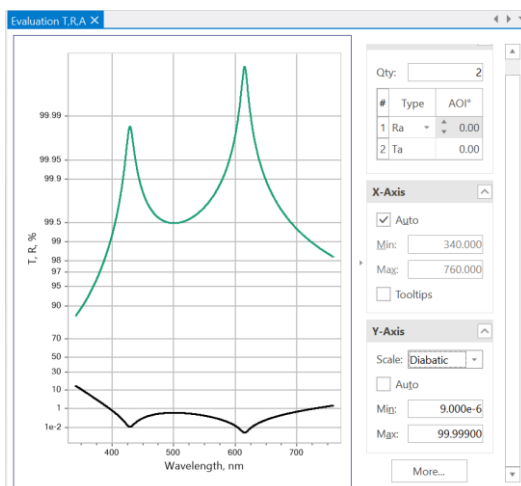 Evaluation T,R,A
99.99
99.95
99.9
99.5
99
98
97
95
90
70
50
30
10
1
1e-2
T, R, %
400
500
600
700
Wavelength, nm
Qty: 2
# Type AOI°
1 Ra 0.00
2 Ta 0.00
X-Axis
Auto
Min: 340.000
Max: 760.000
Tooltips
Y-Axis
Scale: Diabatic
Auto
Min: 9.000e-6
Max: 99.99900
More...